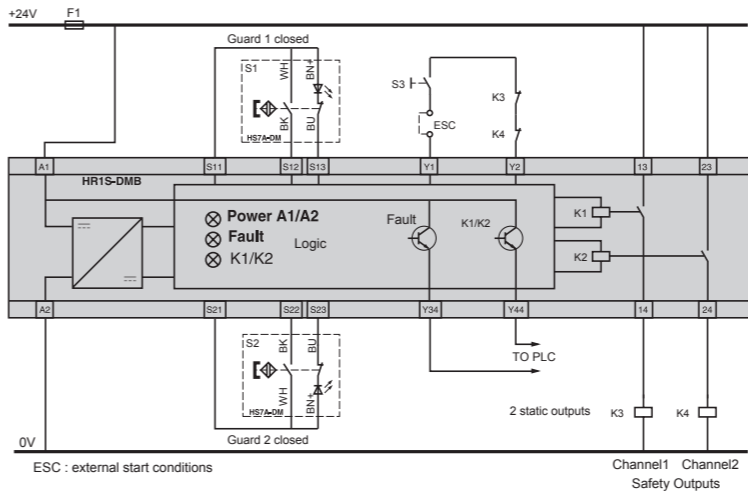 +24V
F1
Guard 1 closed
S1
WH
BN+
BK
BU
HS7A-DM
S3
ESC
K3
K4
A1
S11
S12
S13
Y1
Y2
13
23
HR1S-DMB
Power A1/A2
Fault
K1/K2
Logic
Fault
K1/K2
K1
K2
A2
S21
S22
S23
Y34
Y44
14
24
S2
BK
BU
WH
BN+
HS7A-DM
Guard 2 closed
TO PLC
2 static outputs
K3
K4
0V
ESC : external start conditions
Channel1
Channel2
Safety Outputs